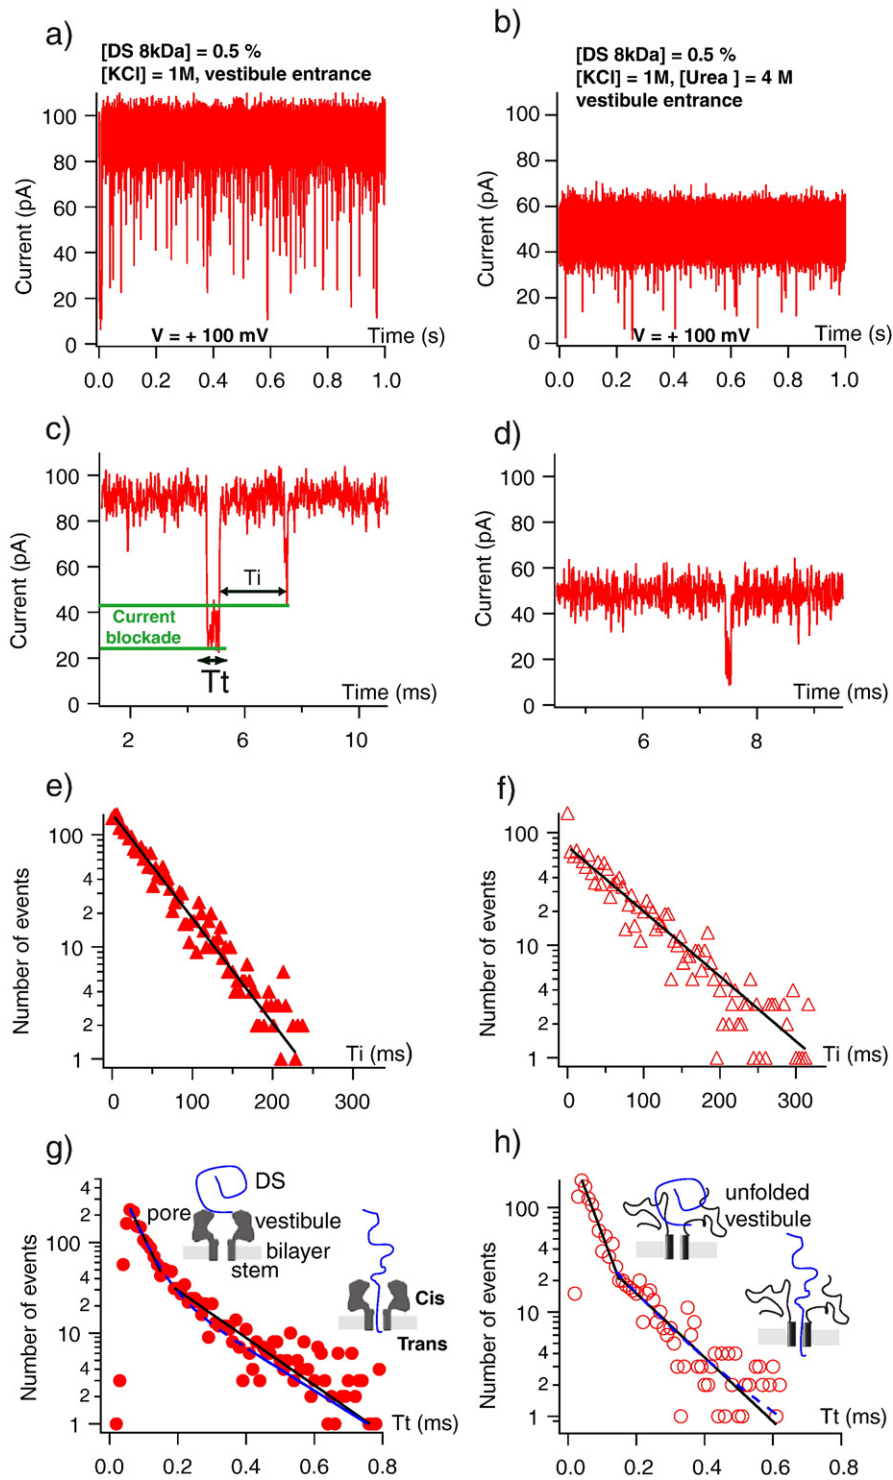 a)
[DS 8kDa] = 0.5 %
[KCl] = 1M, vestibule entrance
100
80
60
40
20
0
Current (pA)
V = + 100 mV
Time (s)
0.0 0.2 0.4 0.6 0.8 1.0
b)
[DS 8kDa] = 0.5 %
[KCl] = 1M, [Urea ] = 4 M
vestibule entrance
100
80
60
40
20
0
Current (pA)
V = + 100 mV
Time (s)
0.0 0.2 0.4 0.6 0.8 1.0
c)
100
80
60
40
20
0
Current (pA)
Ti
Current
blockade
Tt
Time (ms)
2 6 10
d)
100
80
60
40
20
0
Current (pA)
Time (ms)
6 8
e)
100
4
2
10
4
2
1
Number of events
Ti (ms)
0 100 200 300
f)
100
4
2
10
4
2
1
Number of events
Ti (ms)
0 100 200 300
g)
4
2
100
4
2
10
4
2
1
Number of events
DS
pore
vestibule
bilayer
stem
Cis
Trans
Tt (ms)
0.0 0.2 0.4 0.6 0.8
h)
100
4
2
10
4
2
1
Number of events
unfolded
vestibule
Tt (ms)
0.0 0.2 0.4 0.6 0.8